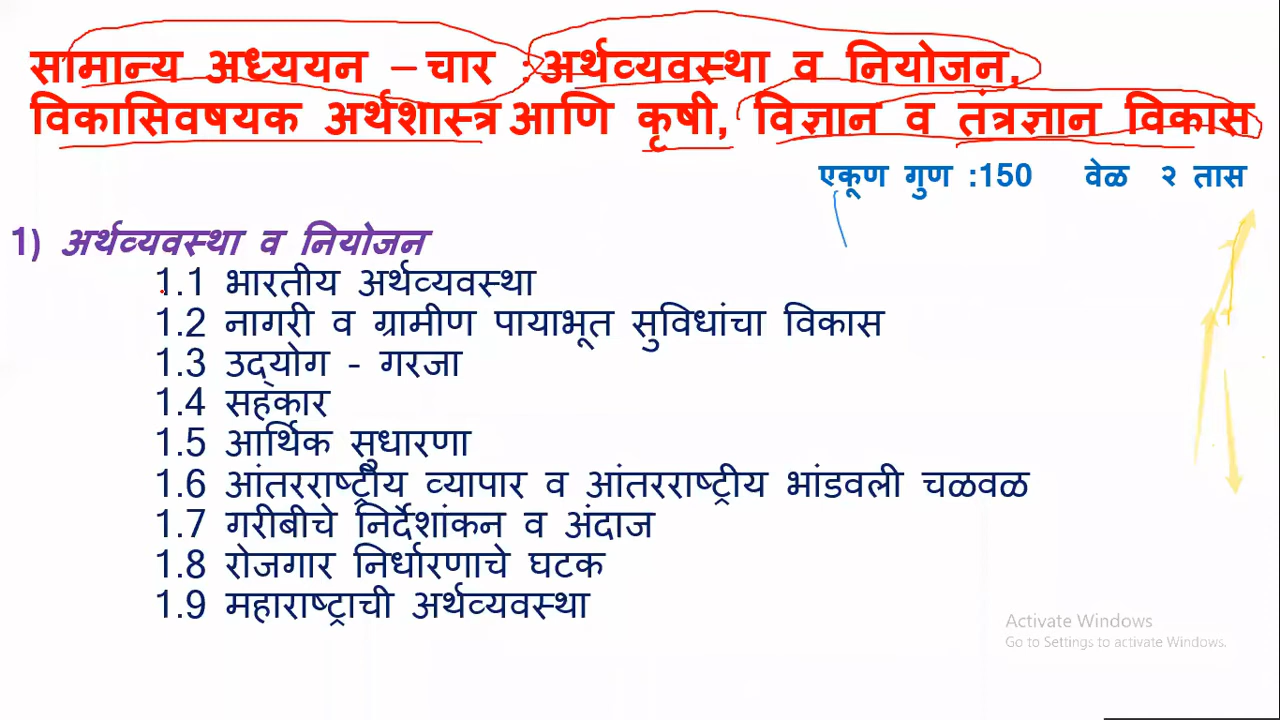 सामान्य अध्ययन – चार : अर्थव्यवस्था व नियोजन,
विकासिवषयक अर्थशास्त्र आणि कृषी, विज्ञान व तंत्रज्ञान विकास
एकूण गुण :150 वेळ २ तास
1) अर्थव्यवस्था व नियोजन
1.1 भारतीय अर्थव्यवस्था
1.2 नागरी व ग्रामीण पायाभूत सुविधांचा विकास
1.3 उद्‌योग - गरजा
1.4 सहकार
1.5 आर्थिक सुधारणा
1.6 आंतरराष्ट्रीय व्यापार व आंतरराष्ट्रीय भांडवली चळवळ
1.7 गरीबीचे निर्देशांकन व अंदाज
1.8 रोजगार निर्धारणाचे घटक
1.9 महाराष्ट्राची अर्थव्यवस्था
Activate Windows
Go to Settings to activate Windows.